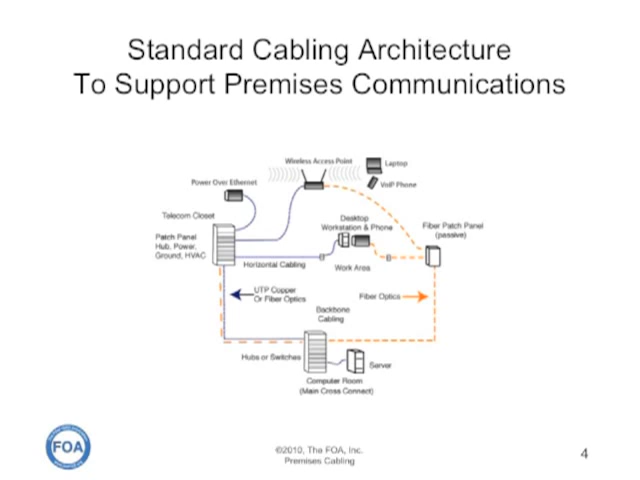 Standard Cabling Architecture
To Support Premises Communications
Wireless Access Point
Laptop
Power Over Ethernet
VoIP Phone
Telecom Closet
Desktop
Workstation & Phone
Fiber Patch Panel
(passive)
Patch Panel
Hub, Power,
Ground, HVAC
Horizontal Cabling
Work Area
UTP Copper
Or Fiber Optics
Fiber Optics
Backbone
Cabling
Hubs or Switches
Server
Computer Room
(Main Cross Connect)
FOA
©2010, The FOA, Inc.
Premises Cabling
4